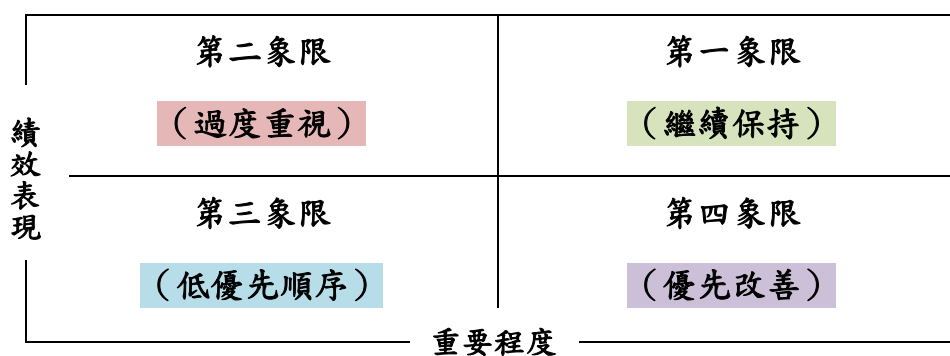 第二象限
第一象限
（過度重視）
（繼續保持）
績效表現
第三象限
第四象限
（低優先順序）
（優先改善）
重要程度